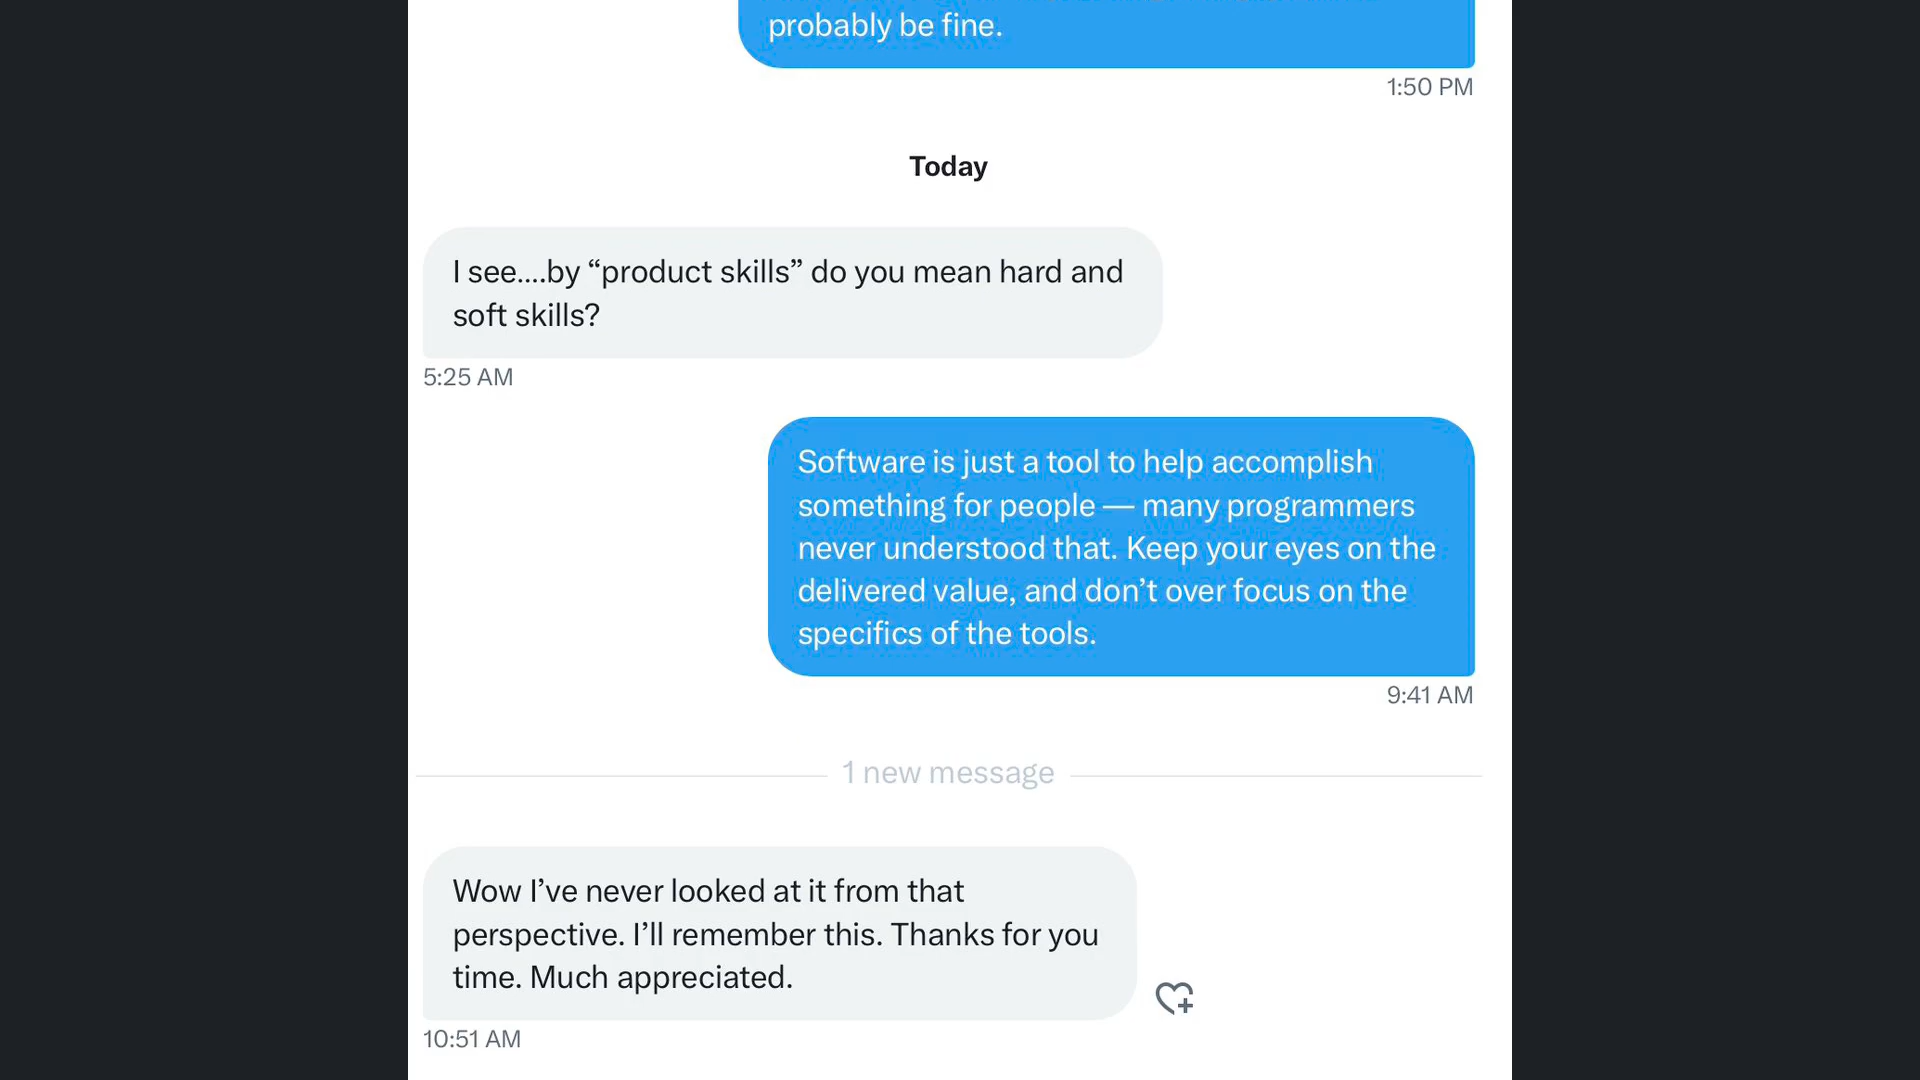 probably be fine.
1:50 PM
Today
I see....by “product skills” do you mean hard and
soft skills?
5:25 AM
Software is just a tool to help accomplish
something for people — many programmers
never understood that. Keep your eyes on the
delivered value, and don’t over focus on the
specifics of the tools.
9:41 AM
1 new message
Wow I’ve never looked at it from that
perspective. I’ll remember this. Thanks for you
time. Much appreciated.
10:51 AM